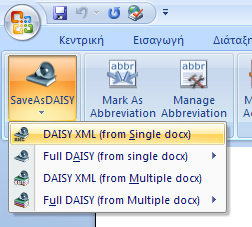 Κεντρική Εισαγωγή Διάταξη
abbr abbr
SaveAsDAISY Mark As Abbreviation Manage Abbreviation
DAISY XML (from Single docx)
Full DAISY (from single docx)
DAISY XML (from Multiple docx)
Full DAISY (from Multiple docx)